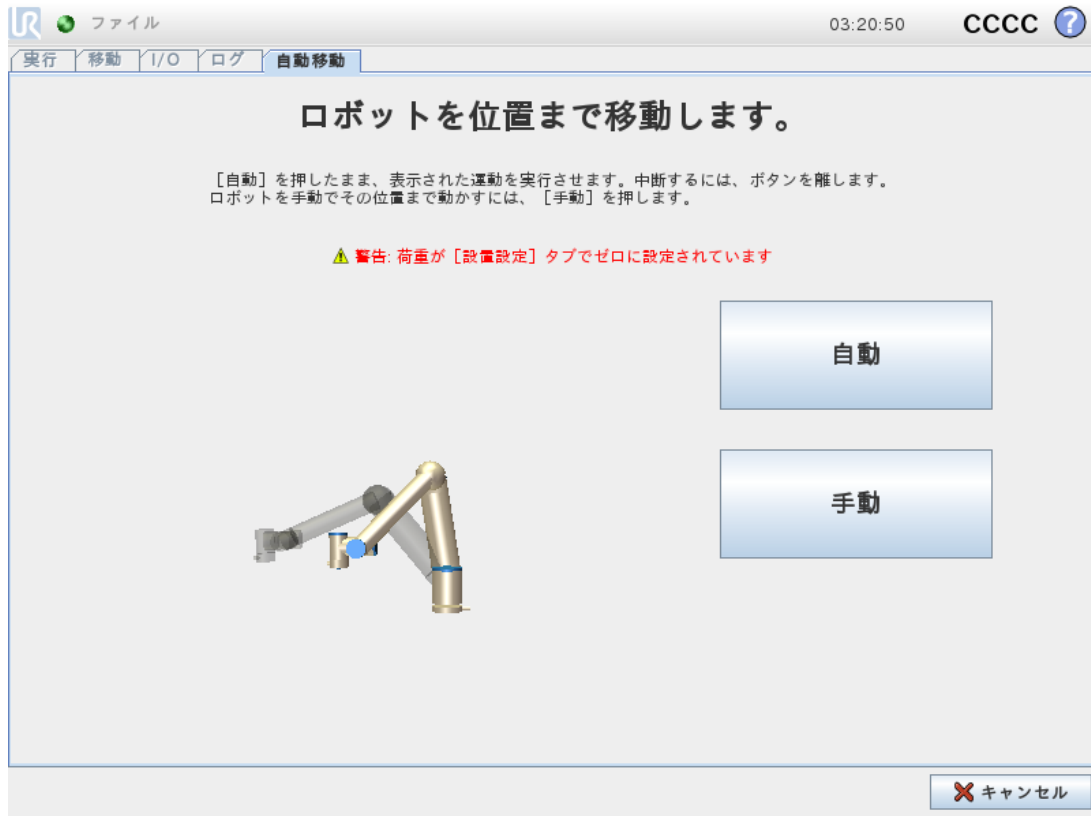 UR
ファイル
03:20:50
CCCC
?
実行
移動
I/O
ログ
自動移動
ロボットを位置まで移動します。
［自動］を押したまま、表示された運動を実行させます。中断するには、ボタンを離します。
ロボットを手動でその位置まで動かすには、［手動］を押します。
警告: 荷重が［設置設定］タブでゼロに設定されています
自動
手動
キャンセル